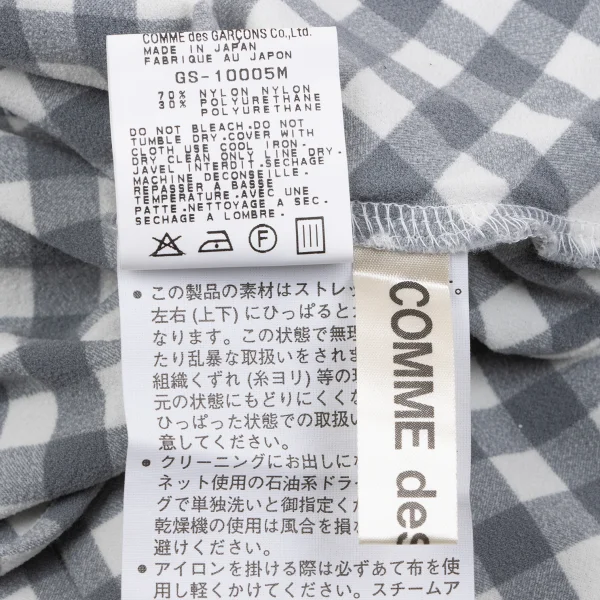 COMME des GARÇONS Co.,Ltd.
MADE IN JAPAN
FABRIQUE AU JAPON
GS-10005M
70% NYLON NYLON
30% POLYURETHANE
POLYURETHANE
DO NOT BLEACH.DO NOT
TUMBLE DRY.COVER WITH
CLOTH USE COOL IRON.
DRY CLEAN ONLY LINE DRY.
JAVEL INTERDIT.SECHAGE
MACHINE DECONSEILLE.
REPASSER A BASSE
TEMPERATURE.AVEC UNE
PATTE.NETTOYAGE A SEC.
SECHAGE A LOMBRE.
F
● この製品の素材はストレッ
左右(上下)にひっぱると
なります。この状態で無理
たり乱暴な取扱いをされま
組織くずれ(糸ヨリ)等の
元の状態にもどりにくくな
ひっぱった状態での取扱い
意してください。
● クリーニングにお出しにな
ネット使用の石油系ドライ
グで単独洗いと御指定くだ
乾燥機の使用は風合を損な
避けください。
● アイロンを掛ける際は必ずあて布を使
用し軽くかけてください。スチームア
COMME des